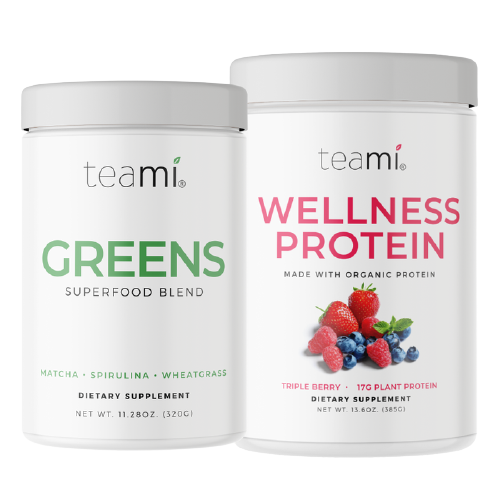 teami®
GREENS
SUPERFOOD BLEND
MATCHA • SPIRULINA • WHEATGRASS
DIETARY SUPPLEMENT
NET WT. 11.28OZ. (320G)
teami®
WELLNESS
PROTEIN
MADE WITH ORGANIC PROTEIN
TRIPLE BERRY • 17G PLANT PROTEIN
DIETARY SUPPLEMENT
NET WT. 13.6OZ. (385G)